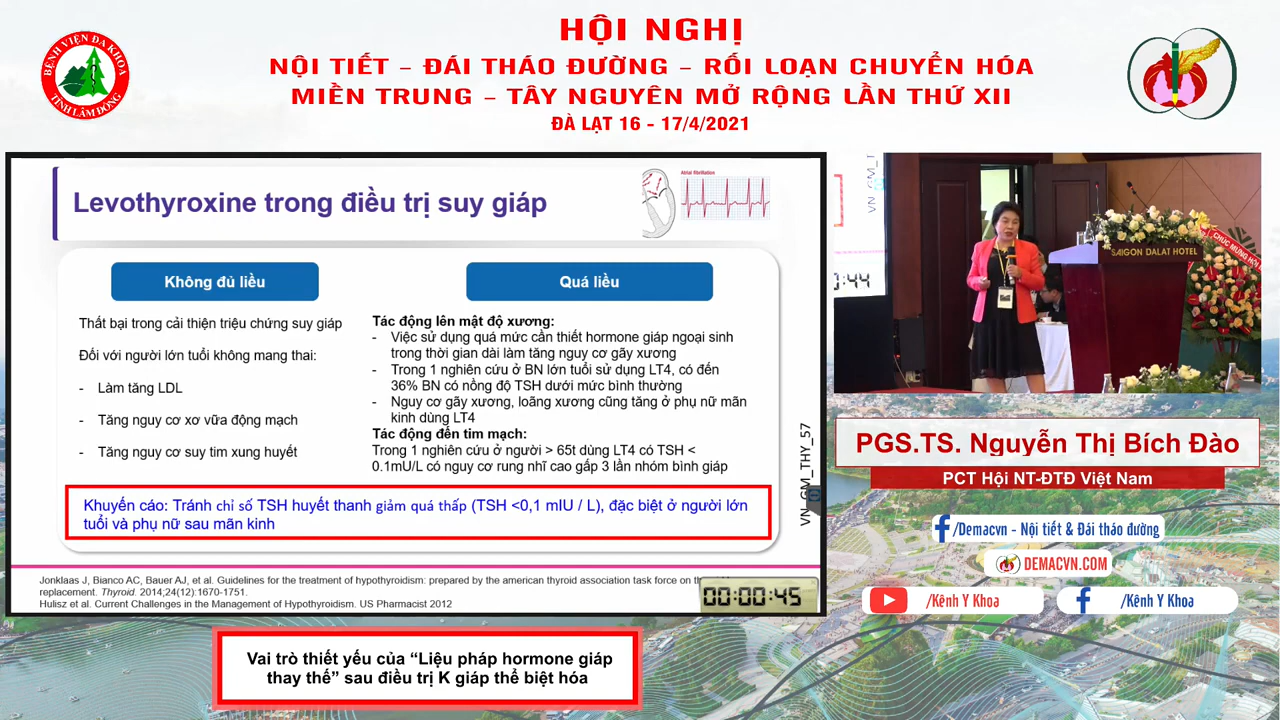 HỘI NGHỊ
NỘI TIẾT – ĐÁI THÁO ĐƯỜNG – RỐI LOẠN CHUYỂN HÓA
MIỀN TRUNG – TÂY NGUYÊN MỞ RỘNG LẦN THỨ XII
ĐÀ LẠT 16 - 17/4/2021
BỆNH VIỆN ĐA KHOA
TỈNH LÂM ĐỒNG
Levothyroxine trong điều trị suy giáp
Atrial fibrillation
Không đủ liều
Thất bại trong cải thiện triệu chứng suy giáp
Đối với người lớn tuổi không mang thai:
- Làm tăng LDL
- Tăng nguy cơ xơ vữa động mạch
- Tăng nguy cơ suy tim xung huyết
Quá liều
Tác động lên mật độ xương:
- Việc sử dụng quá mức cần thiết hormone giáp ngoại sinh
trong thời gian dài làm tăng nguy cơ gãy xương
- Trong 1 nghiên cứu ở BN lớn tuổi sử dụng LT4, có đến
36% BN có nồng độ TSH dưới mức bình thường
- Nguy cơ gãy xương, loãng xương cũng tăng ở phụ nữ mãn
kinh dùng LT4
Tác động đến tim mạch:
Trong 1 nghiên cứu ở người > 65t dùng LT4 có TSH <
0.1mU/L có nguy cơ rung nhĩ cao gấp 3 lần nhóm bình giáp
Khuyến cáo: Tránh chỉ số TSH huyết thanh giảm quá thấp (TSH <0,1 mIU / L), đặc biệt ở người lớn
tuổi và phụ nữ sau mãn kinh
VN_GM_THY_57
Jonklaas J, Bianco AC, Bauer AJ, et al. Guidelines for the treatment of hypothyroidism: prepared by the american thyroid association task force on
replacement. Thyroid. 2014;24(12):1670-1751.
Hulisz et al. Current Challenges in the Management of Hypothyroidism. US Pharmacist 2012
00:00:45
VN_GM_T
:44
SAIGON DALAT HOTEL
CHÚC MỪNG HỘI
PGS.TS. Nguyễn Thị Bích Đào
PCT Hội NT-ĐTĐ Việt Nam
/Demacvn - Nội tiết & Đái tháo đường
DEMACVN.COM
/Kênh Y Khoa
/Kênh Y Khoa
Vai trò thiết yếu của “Liệu pháp hormone giáp
thay thế” sau điều trị K giáp thể biệt hóa